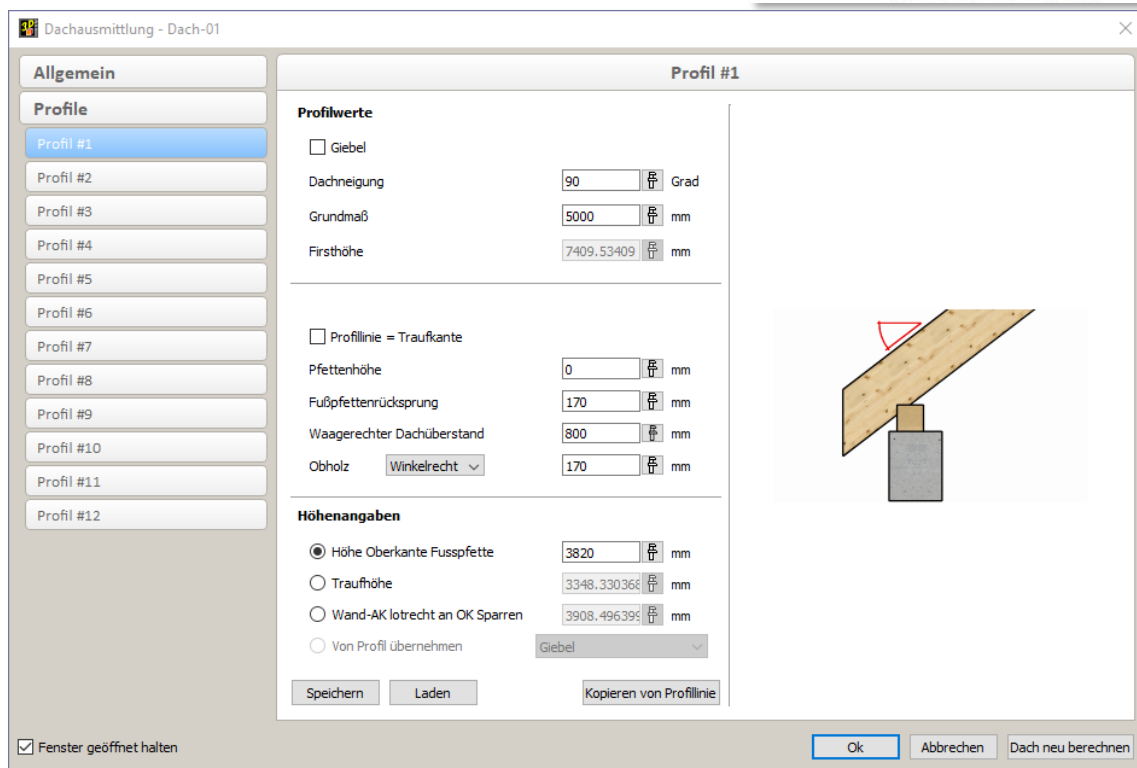 Dachausmittlung - Dach-01
Allgemein
Profile
Profil #1
Profil #2
Profil #3
Profil #4
Profil #5
Profil #6
Profil #7
Profil #8
Profil #9
Profil #10
Profil #11
Profil #12
Profil #1
Profilwerte
Giebel
Dachneigung 90 Grad
Grundmaß 5000 mm
Firsthöhe 7409.53409 mm
Profillinie = Traufkante
Pfettenhöhe 0 mm
Fußpfettenrücksprung 170 mm
Waagerechter Dachüberstand 800 mm
Obholz Winkelrecht 170 mm
Höhenangaben
Höhe Oberkante Fusspfette 3820 mm
Traufhöhe 3348.330368 mm
Wand-AK lotrecht an OK Sparren 3908.496399 mm
Von Profil übernehmen Giebel
Speichern Laden Kopieren von Profillinie
Fenster geöffnet halten Ok Abbrechen Dach neu berechnen